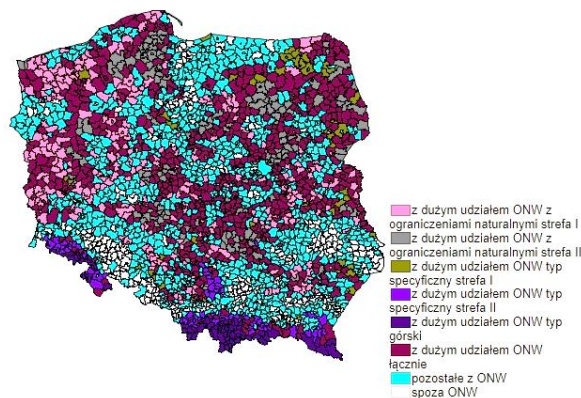 z dużym udziałem ONW z
ograniczeniami naturalnymi strefa I
z dużym udziałem ONW z
ograniczeniami naturalnymi strefa II
z dużym udziałem ONW typ
specyficzny strefa I
z dużym udziałem ONW typ
specyficzny strefa II
z dużym udziałem ONW typ
górski
z dużym udziałem ONW
łącznie
pozostałe z ONW
spoza ONW